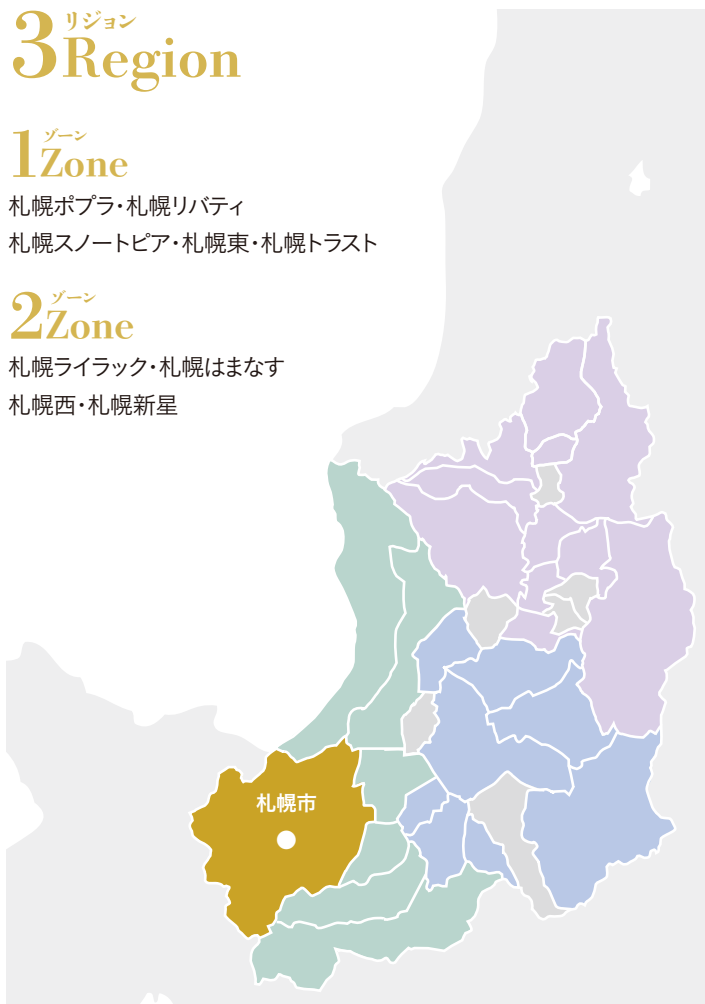 リジョン
3Region
ゾーン
1Zone
札幌ポプラ・札幌リバティ
札幌スノートピア・札幌東・札幌トラスト
ゾーン
2Zone
札幌ライラック・札幌はまなす
札幌西・札幌新星
札幌市